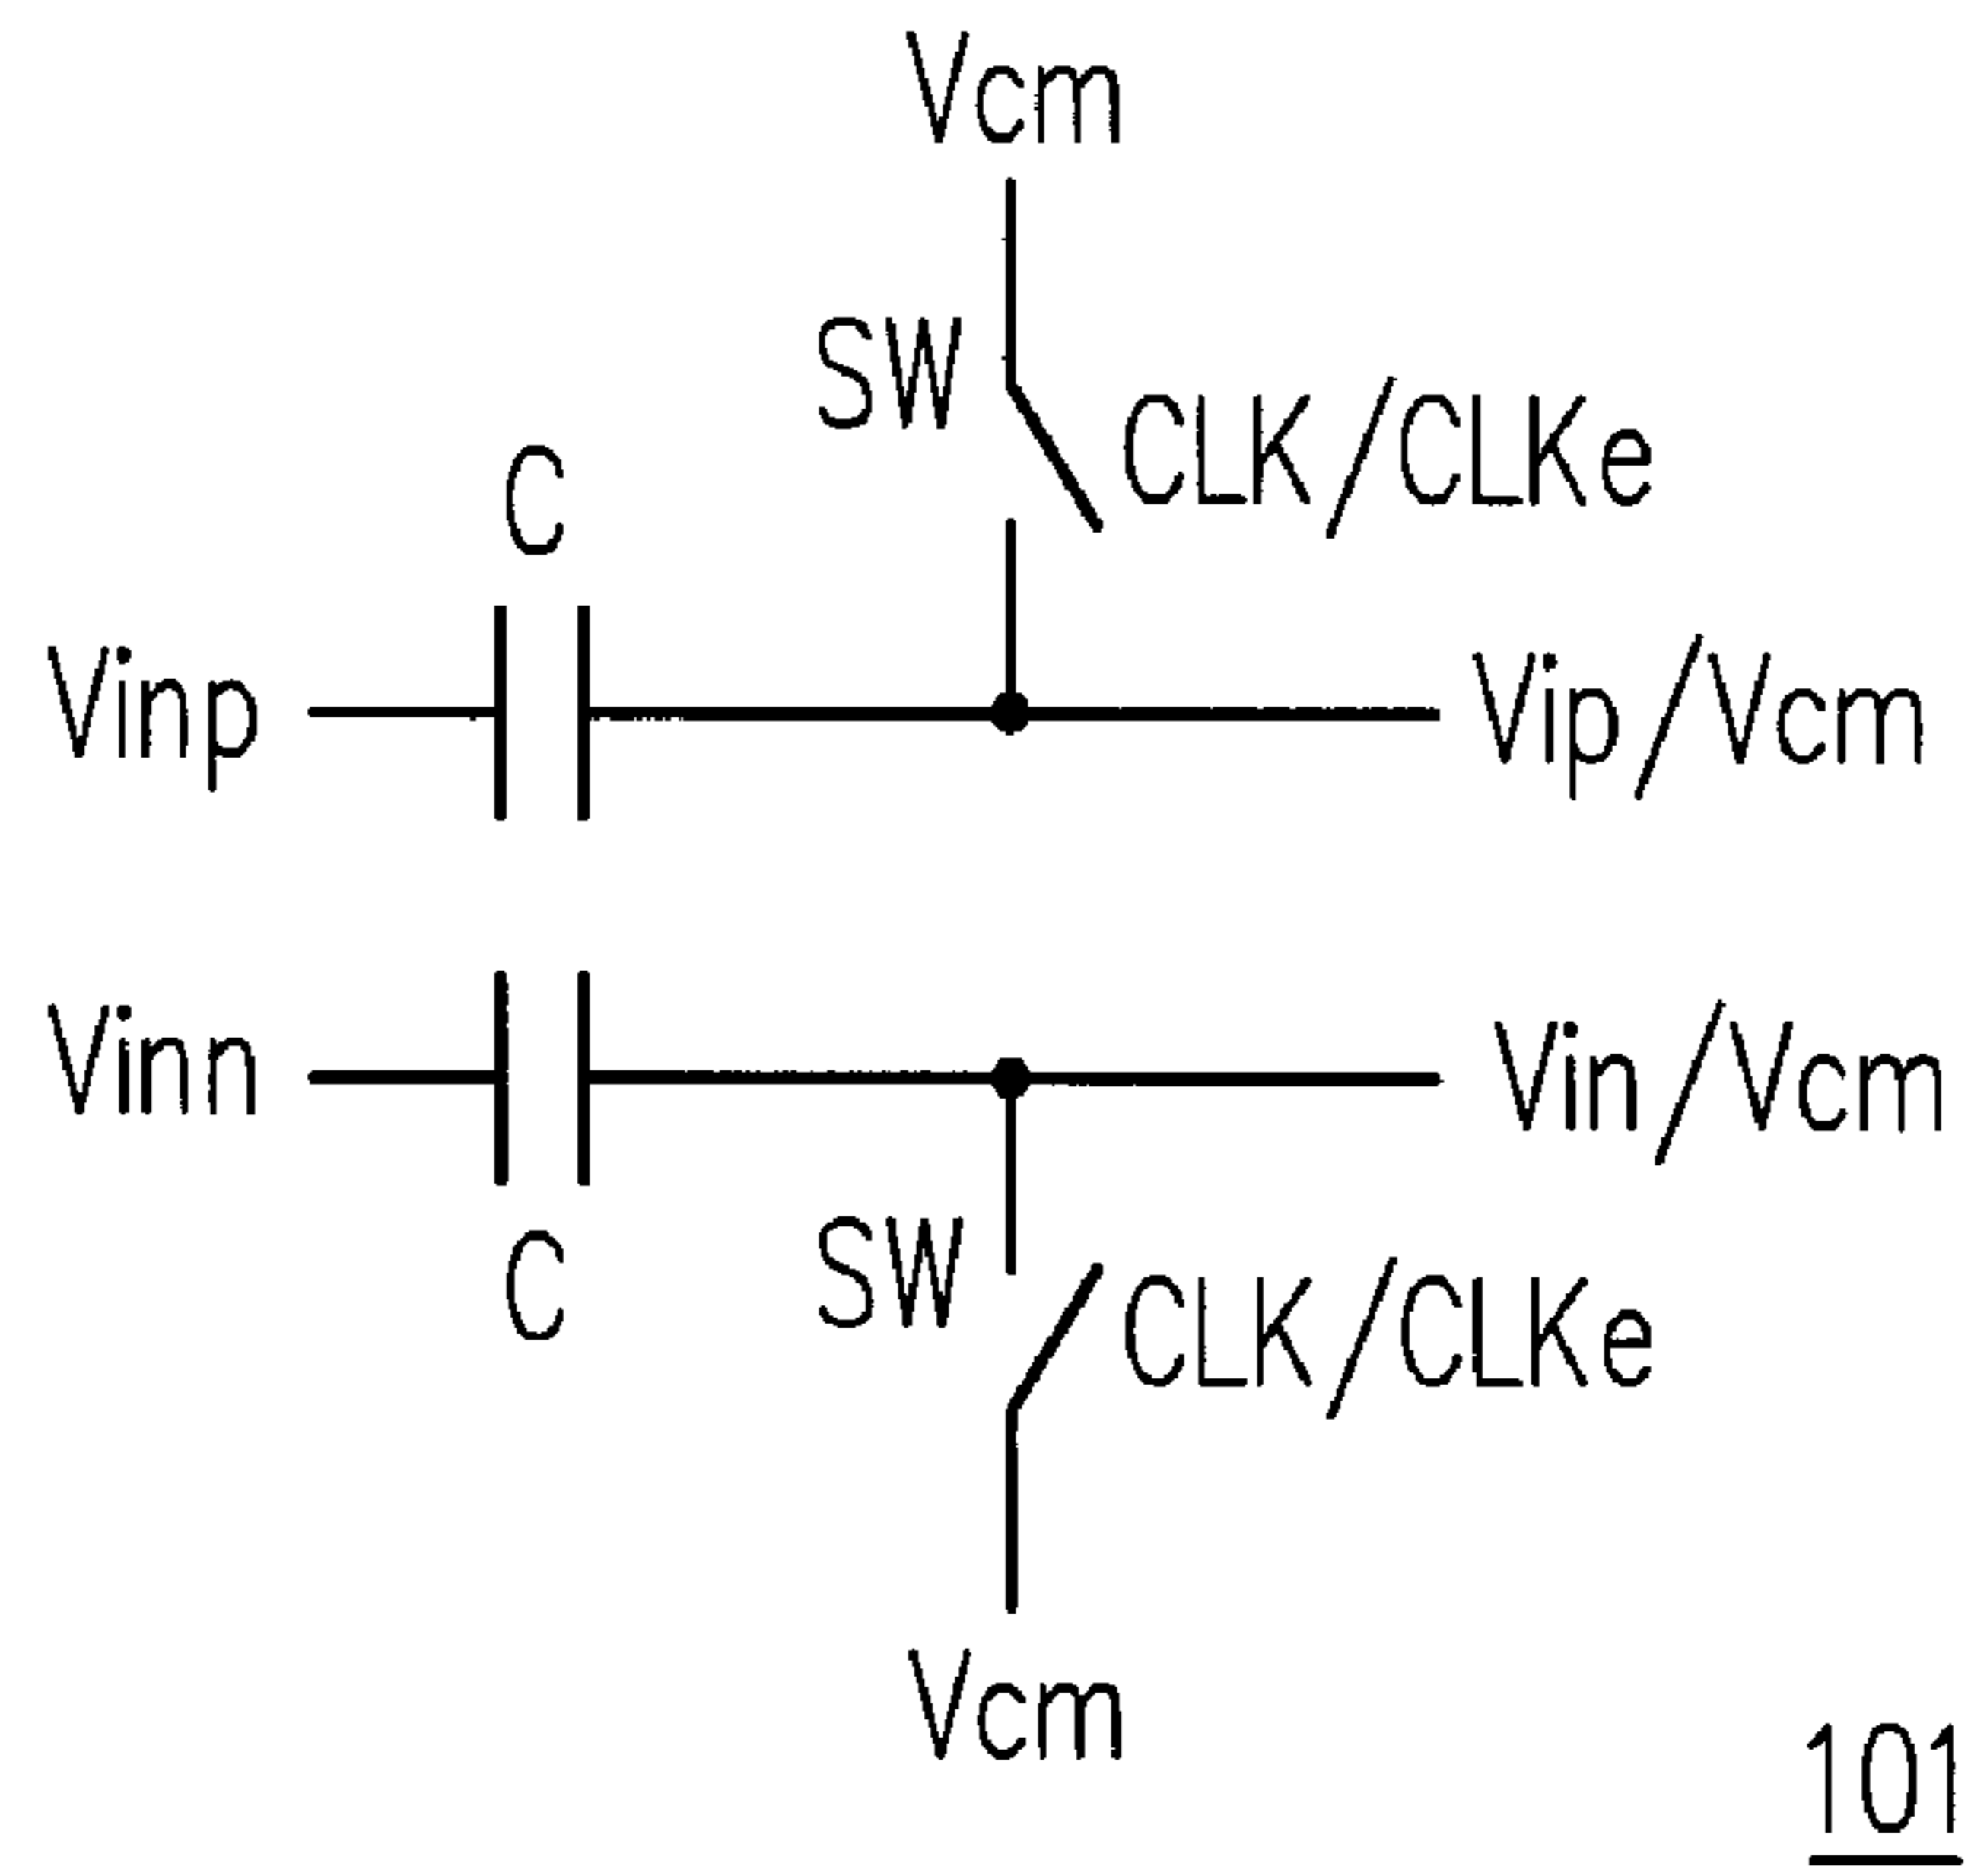 Vcm
SW
CLK/CLKe
C
Vinp
Vip/Vcm
Vinn
Vin/Vcm
C
SW
CLK/CLKe
Vcm
101